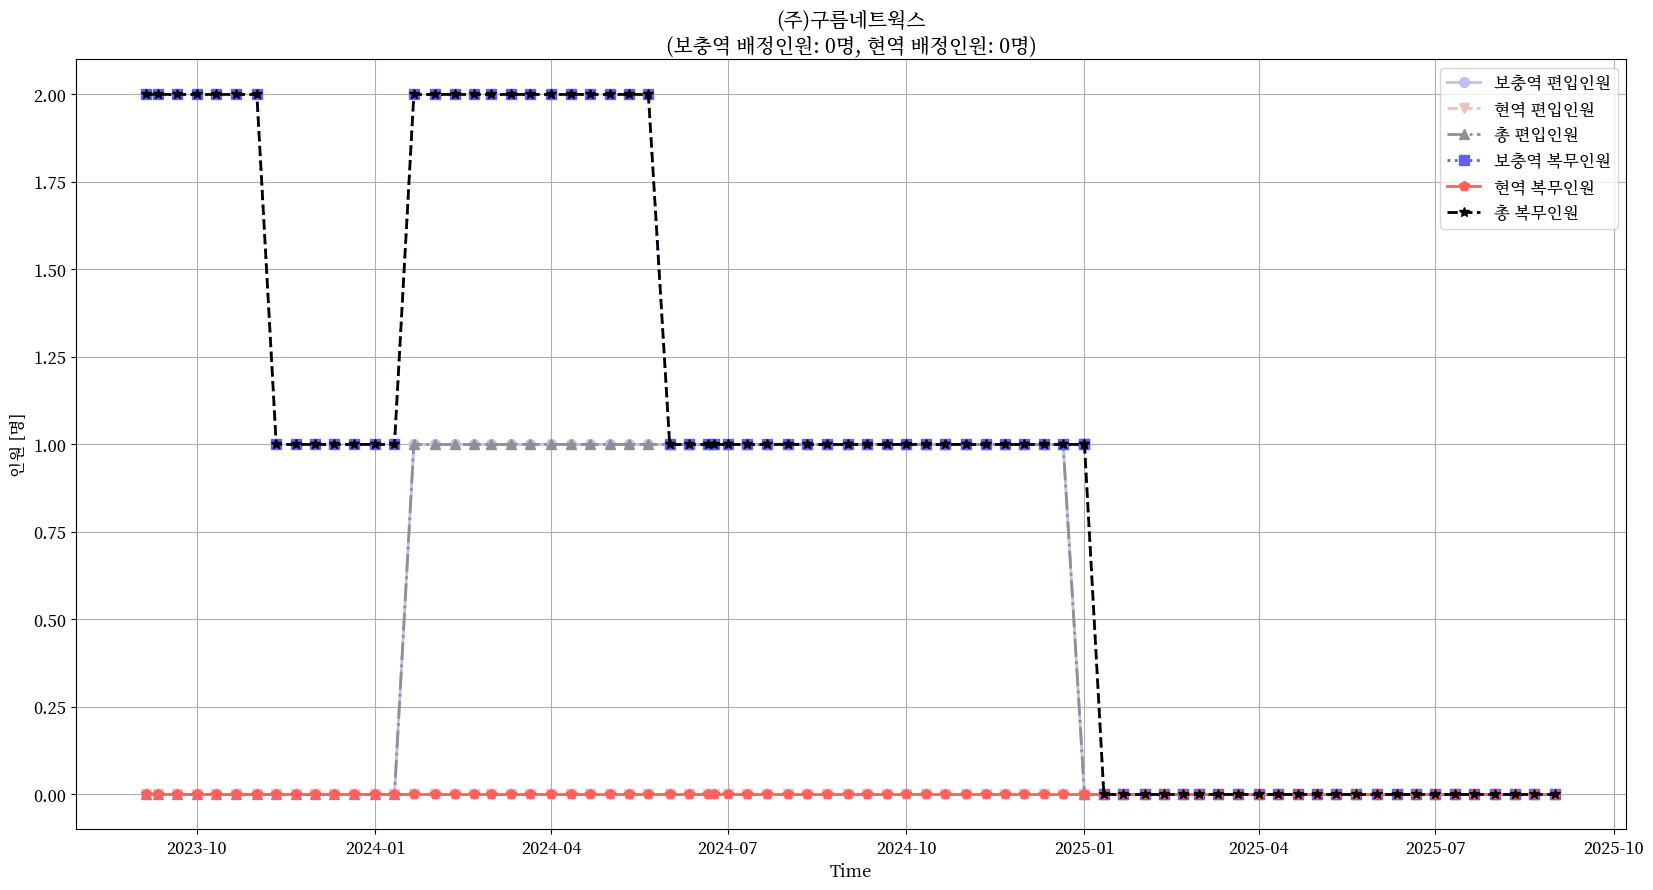 (주)구름네트웍스
(보충역 배정인원: 0명, 현역 배정인원: 0명)
보충역 편입인원
현역 편입인원
총 편입인원
보충역 복무인원
현역 복무인원
총 복무인원
인원 [명]
2.00
1.75
1.50
1.25
1.00
0.75
0.50
0.25
0.00
2023-10
2024-01
2024-04
2024-07
2024-10
2025-01
2025-04
2025-07
2025-10
Time